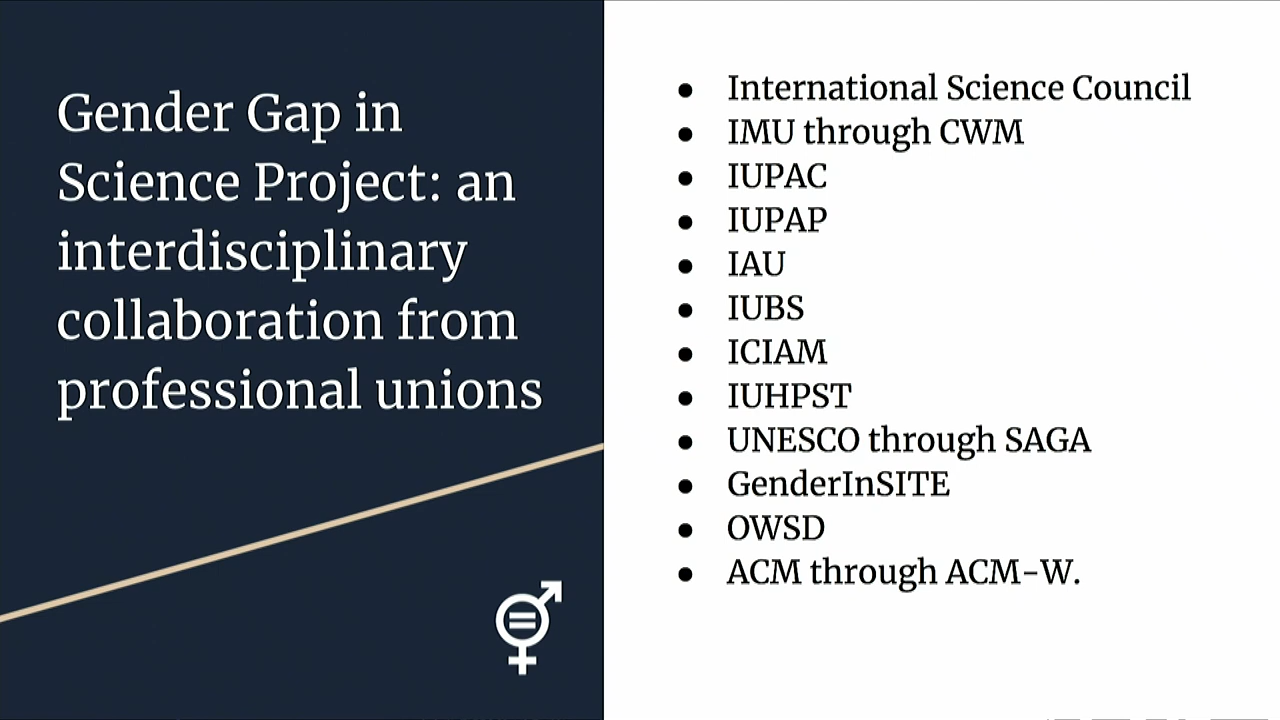 Gender Gap in
Science Project: an
interdisciplinary
collaboration from
professional unions
● International Science Council
● IMU through CWM
● IUPAC
● IUPAP
● IAU
● IUBS
● ICIAM
● IUHPST
● UNESCO through SAGA
● GenderInSITE
● OWSD
● ACM through ACM-W.